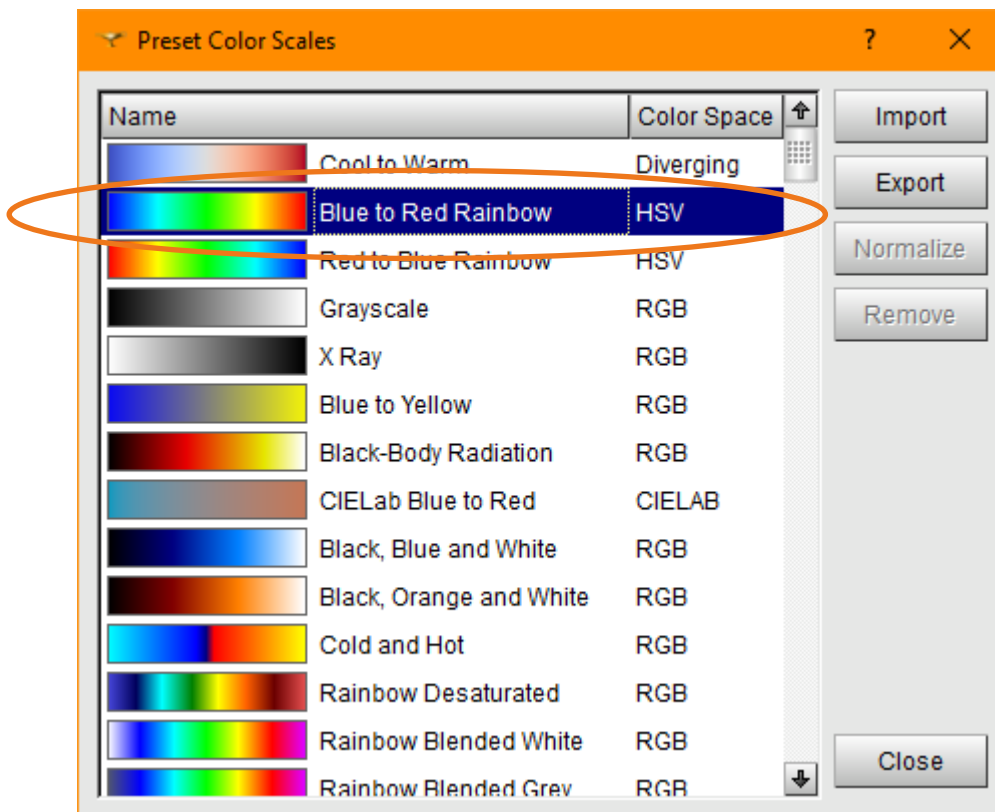 Preset Color Scales ? ×
Name Color Space
Import
Cool to Warm Diverging
Export
Blue to Red Rainbow HSV
Normalize
Red to Blue Rainbow HSV
Grayscale RGB
Remove
X Ray RGB
Blue to Yellow RGB
Black-Body Radiation RGB
CIELab Blue to Red CIELAB
Black, Blue and White RGB
Black, Orange and White RGB
Cold and Hot RGB
Rainbow Desaturated RGB
Rainbow Blended White RGB
Close
Rainbow Blended Grey RGB